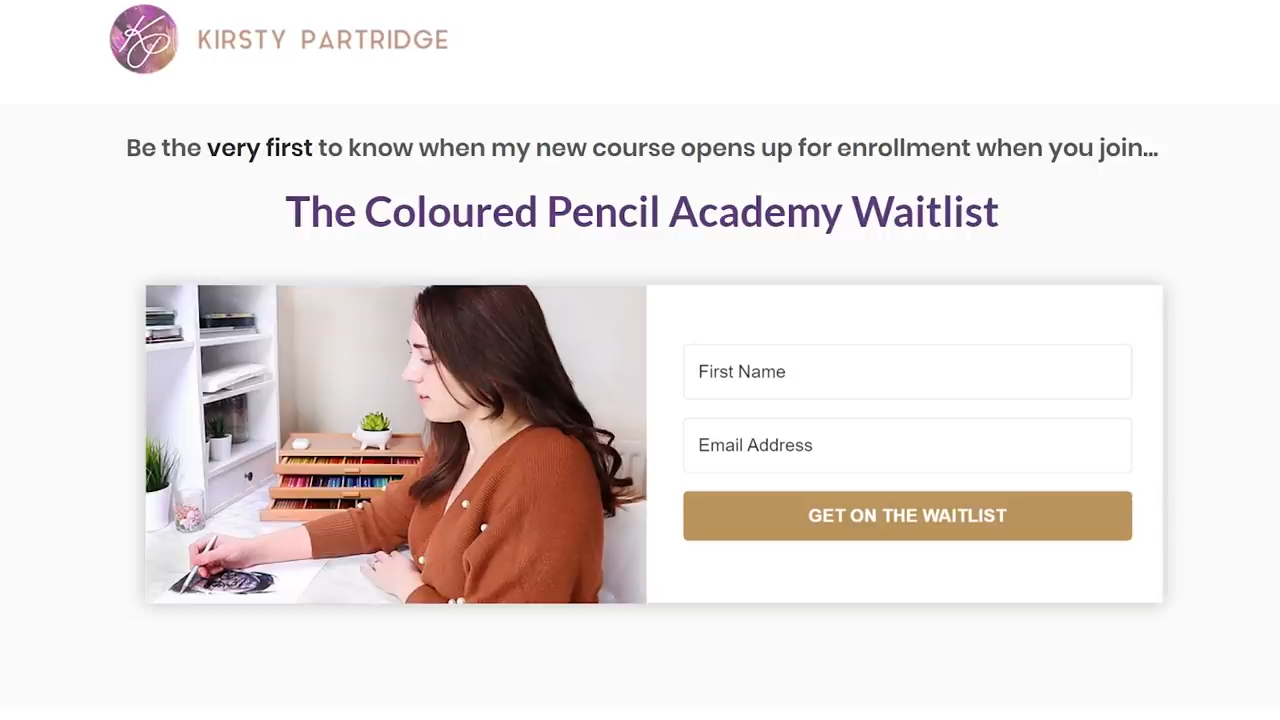 KP
KIRSTY PARTRIDGE
Be the very first to know when my new course opens up for enrollment when you join...
The Coloured Pencil Academy Waitlist
First Name
Email Address
GET ON THE WAITLIST